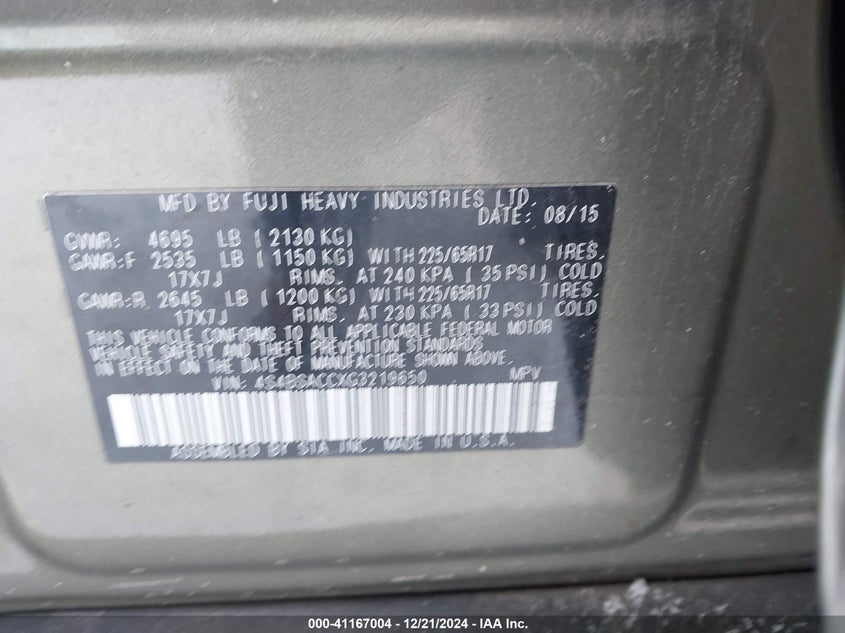 MFD BY FUJI HEAVY INDUSTRIES LTD.
DATE: 08/15
GVWR: 4695 LB ( 2130 KG)
GAWR:F 2535 LB ( 1150 KG) WITH 225/65R17 TIRES,
17X7J RIMS, AT 240 KPA ( 35 PSI) COLD
GAWR:R 2645 LB ( 1200 KG) WITH 225/65R17 TIRES,
17X7J RIMS, AT 230 KPA ( 33 PSI) COLD
THIS VEHICLE CONFORMS TO ALL APPLICABLE FEDERAL MOTOR
VEHICLE SAFETY AND THEFT PREVENTION STANDARDS
IN EFFECT ON THE DATE OF MANUFACTURE SHOWN ABOVE.
VIN: 4S4BSACCXG3219650 MPV
ASSEMBLED BY SIA INC. MADE IN U.S.A.
000-41167004 - 12/21/2024 - IAA Inc.